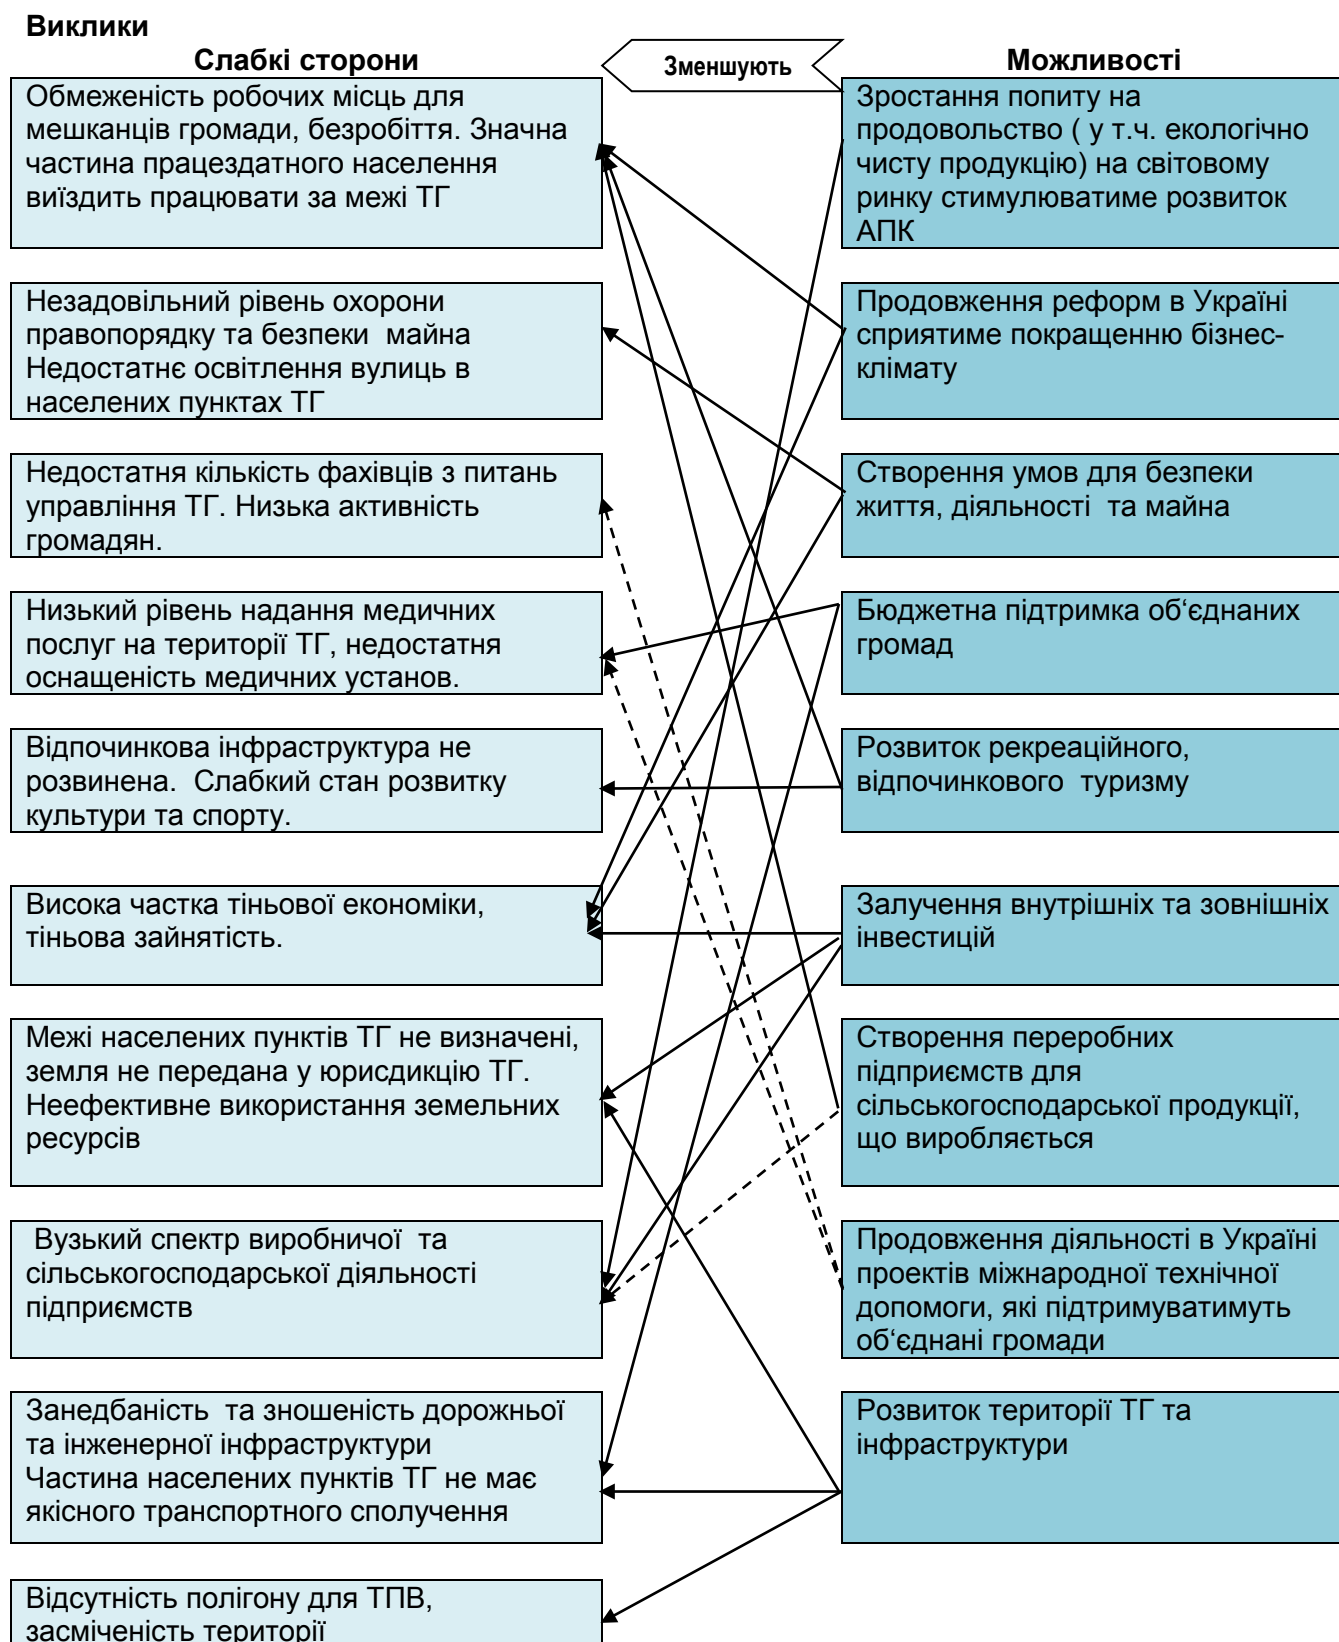 Виклики
Слабкі сторони
Зменшують
Можливості
Обмеженість робочих місць для
мешканців громади, безробіття. Значна
частина працездатного населення
виїздить працювати за межі ТГ
Зростання попиту на
продовольство ( у т.ч. екологічно
чисту продукцію) на світовому
ринку стимулюватиме розвиток
АПК
Незадовільний рівень охорони
правопорядку та безпеки майна
Недостатнє освітлення вулиць в
населених пунктах ТГ
Продовження реформ в Україні
сприятиме покращенню бізнес-
клімату
Недостатня кількість фахівців з питань
управління ТГ. Низька активність
громадян.
Створення умов для безпеки
життя, діяльності та майна
Низький рівень надання медичних
послуг на території ТГ, недостатня
оснащеність медичних установ.
Бюджетна підтримка об‘єднаних
громад
Відпочинкова інфраструктура не
розвинена. Слабкий стан розвитку
культури та спорту.
Розвиток рекреаційного,
відпочинкового туризму
Висока частка тіньової економіки,
тіньова зайнятість.
Залучення внутрішніх та зовнішніх
інвестицій
Межі населених пунктів ТГ не визначені,
земля не передана у юрисдикцію ТГ.
Неефективне використання земельних
ресурсів
Створення переробних
підприємств для
сільськогосподарської продукції,
що виробляється
Вузький спектр виробничої та
сільськогосподарської діяльності
підприємств
Продовження діяльності в Україні
проектів міжнародної технічної
допомоги, які підтримуватимуть
об‘єднані громади
Занедбаність та зношеність дорожньої
та інженерної інфраструктури
Частина населених пунктів ТГ не має
якісного транспортного сполучення
Розвиток території ТГ та
інфраструктури
Відсутність полігону для ТПВ,
засміченість території